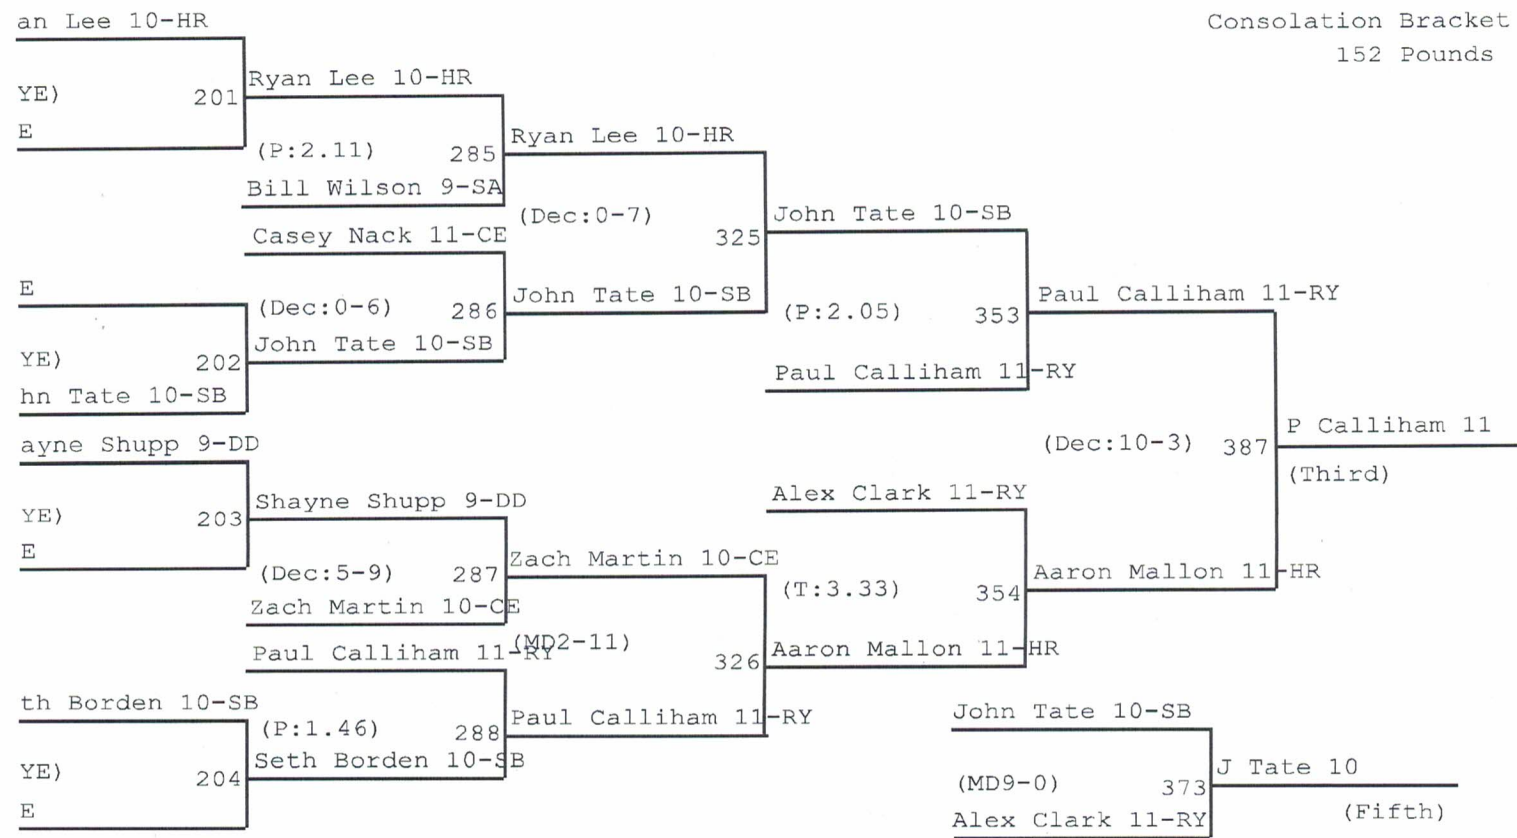 an Lee 10-HR
Consolation Bracket
152 Pounds
Ryan Lee 10-HR
YE)
201
E
Ryan Lee 10-HR
(P:2.11)
285
Bill Wilson 9-SA
(Dec:0-7)
John Tate 10-SB
Casey Nack 11-CE
325
E
(Dec:0-6)
286
John Tate 10-SB
Paul Calliham 11-RY
(P:2.05)
353
YE)
202
John Tate 10-SB
Paul Calliham 11-RY
hn Tate 10-SB
ayne Shupp 9-DD
(Dec:10-3)
387
P Calliham 11
(Third)
Shayne Shupp 9-DD
Alex Clark 11-RY
YE)
203
E
Zach Martin 10-CE
(Dec:5-9)
287
(T:3.33)
354
Aaron Mallon 11-HR
Zach Martin 10-CE
(MD2-11)
Paul Calliham 11-RY
326
Aaron Mallon 11-HR
th Borden 10-SB
(P:1.46)
288
Paul Calliham 11-RY
John Tate 10-SB
Seth Borden 10-SB
YE)
204
J Tate 10
(MD9-0)
373
E
(Fifth)
Alex Clark 11-RY